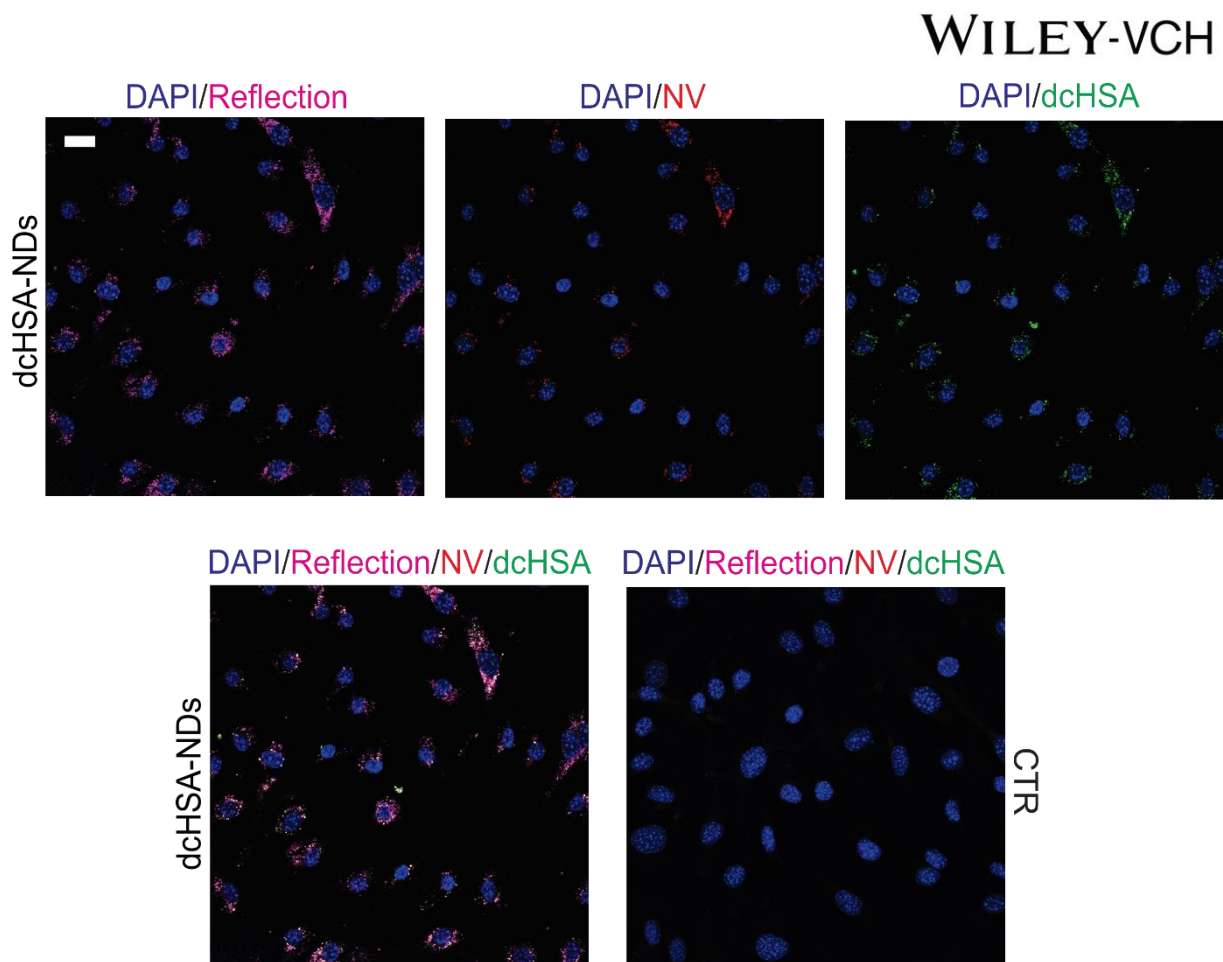 WILEY-VCH
DAPI/Reflection
DAPI/NV
DAPI/dcHSA
dcHSA-NDs
DAPI/Reflection/NV/dcHSA
DAPI/Reflection/NV/dcHSA
dcHSA-NDs
CTR